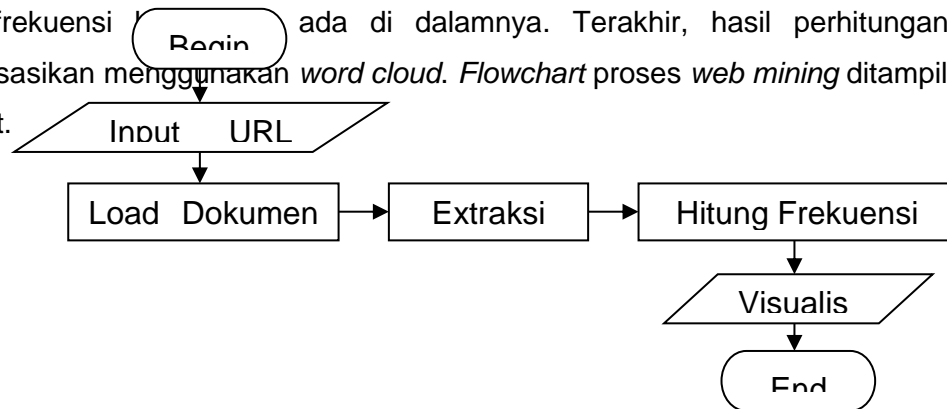 frekuensi ada di dalamnya. Terakhir, hasil perhitungan
sasikan menggunakan word cloud. Flowchart proses web mining ditampil
t.
Begin
Input URL
Load Dokumen
Extraksi
Hitung Frekuensi
Visualis
End